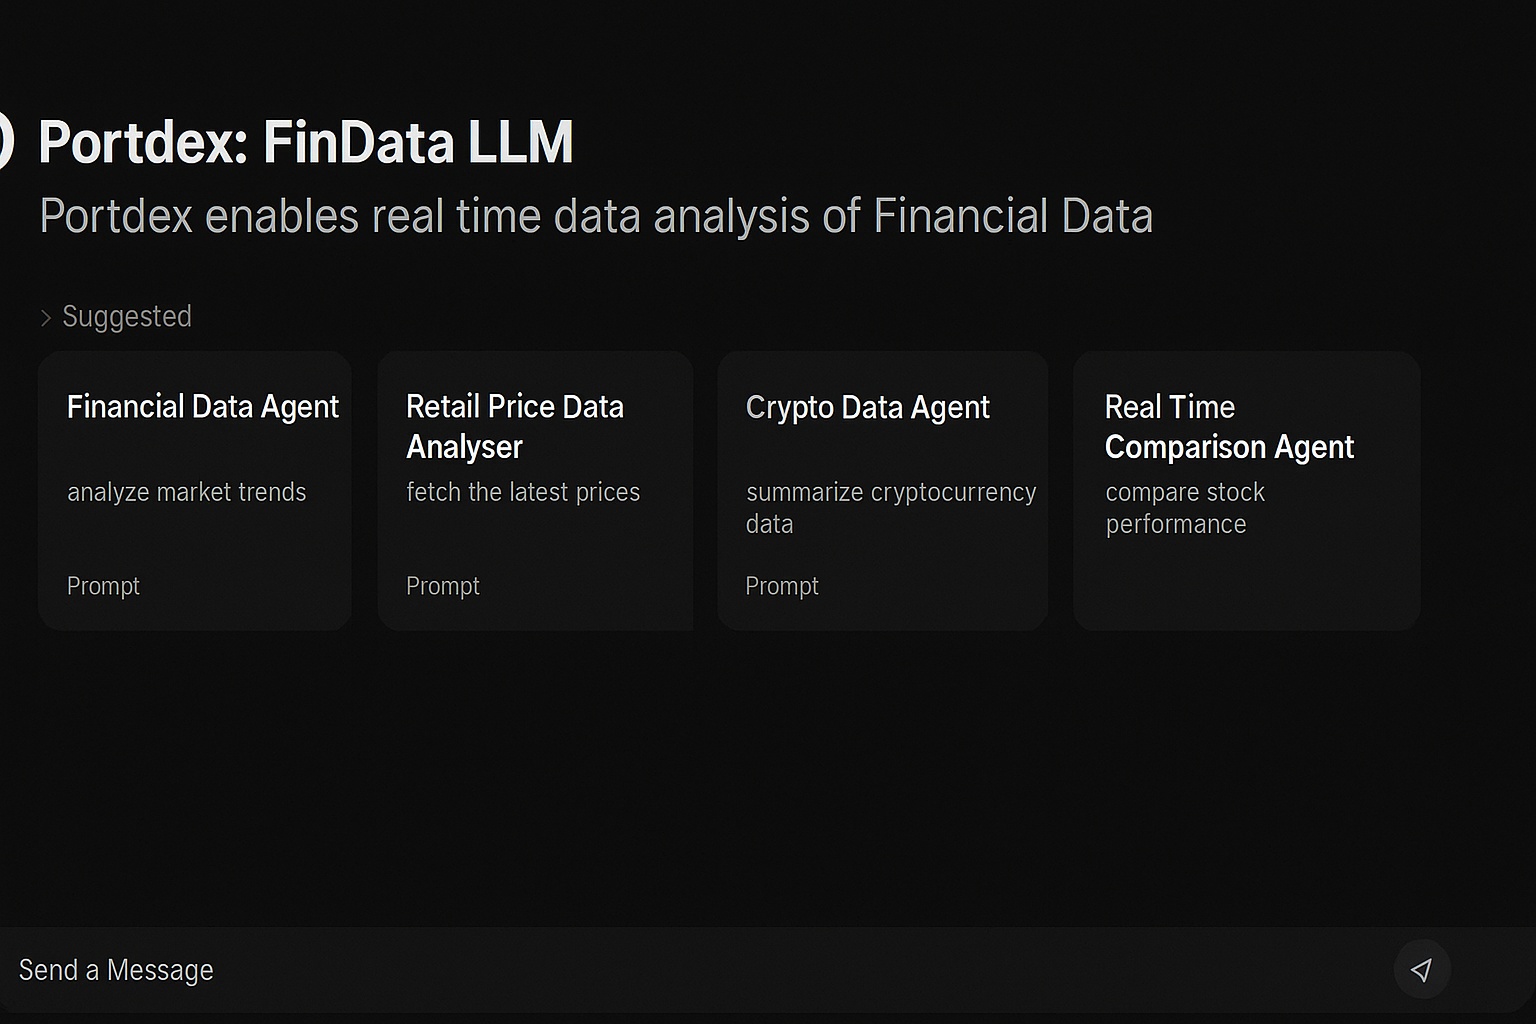 Portdex: FinData LLM
Portdex enables real time data analysis of Financial Data
Suggested
Financial Data Agent
analyze market trends
Prompt
Retail Price Data
Analyser
fetch the latest prices
Prompt
Crypto Data Agent
summarize cryptocurrency
data
Prompt
Real Time
Comparison Agent
compare stock
performance
Send a Message